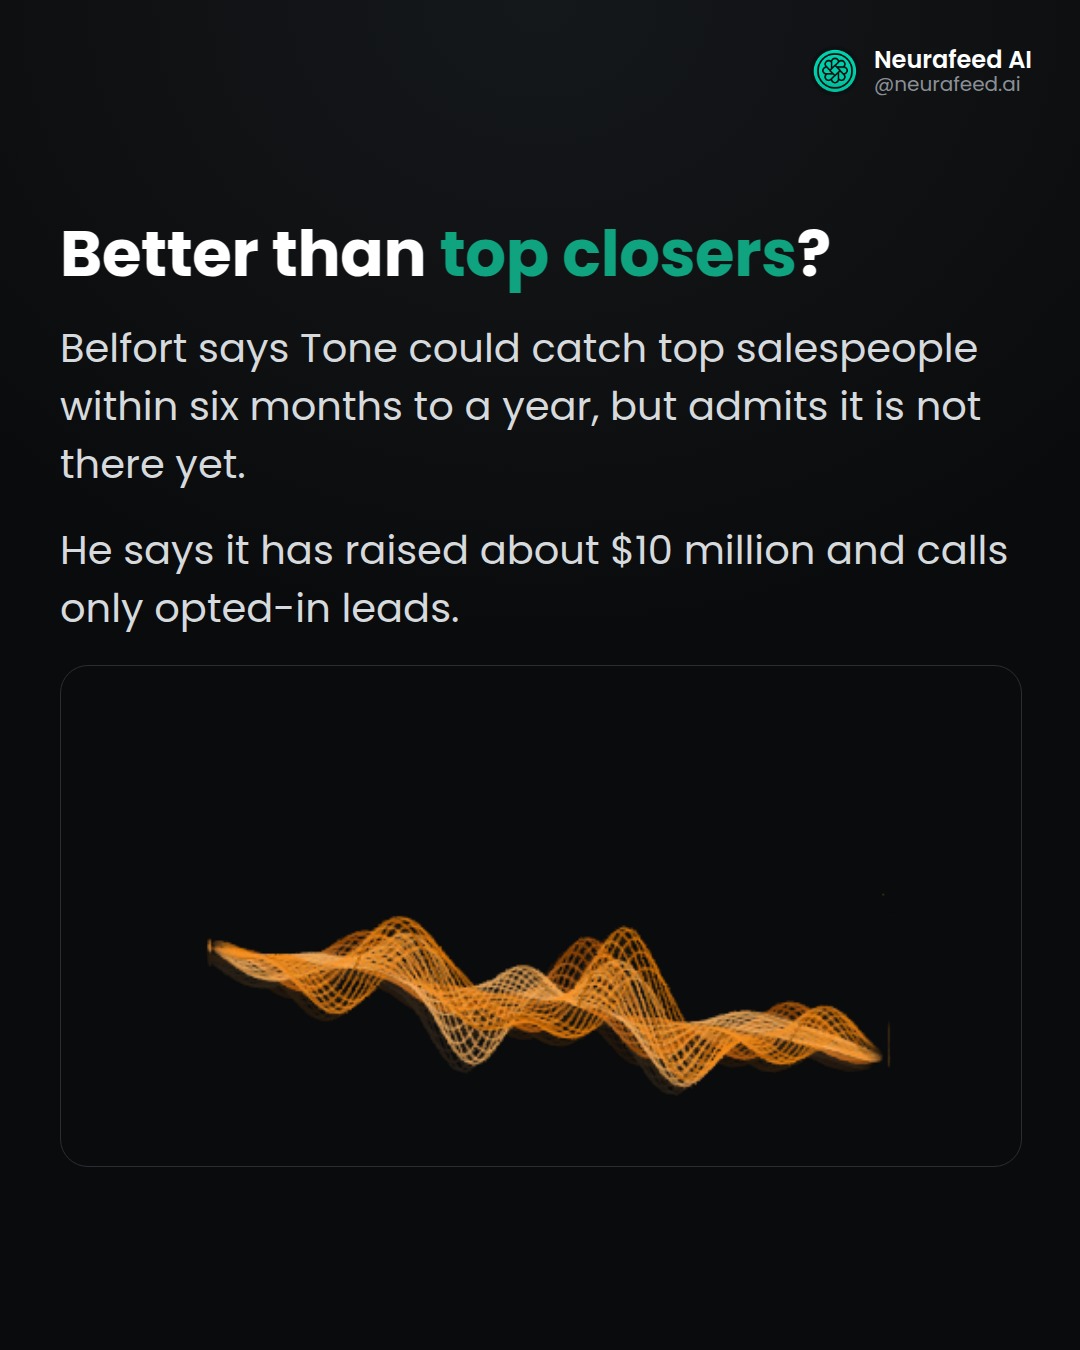 Neurafeed AI
@neurafeed.ai
Better than top closers?
Belfort says Tone could catch top salespeople
within six months to a year, but admits it is not
there yet.
He says it has raised about $10 million and calls
only opted-in leads.